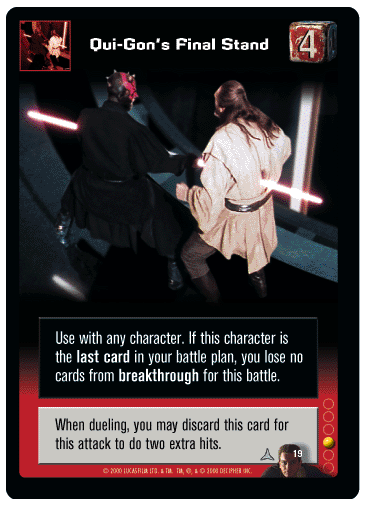 Qui-Gon's Final Stand
4
Use with any character. If this character is
the last card in your battle plan, you lose no
cards from breakthrough for this battle.
When dueling, you may discard this card for
this attack to do two extra hits.
19
© 2000 LUCASFILM LTD. & TM. TM, ®, & © 2000 DECIPHER INC.